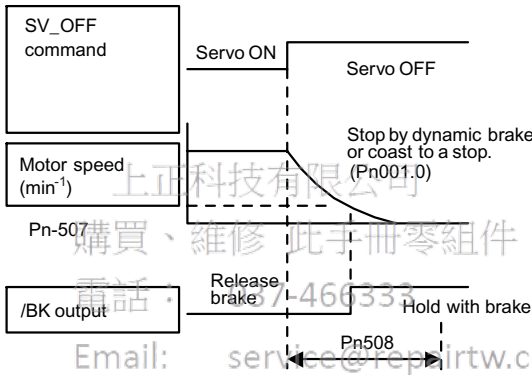 SV_OFF
command
Servo ON
Servo OFF
Stop by dynamic brake
or coast to a stop.
(Pn001.0)
Motor speed
(min-1)
上正科技有限公司
Pn-507
購買、維修 此手冊零組件
Release
brake
電話: 037-466333
Hold with brake
/BK output
Pn508
Email: service@repairtw.c